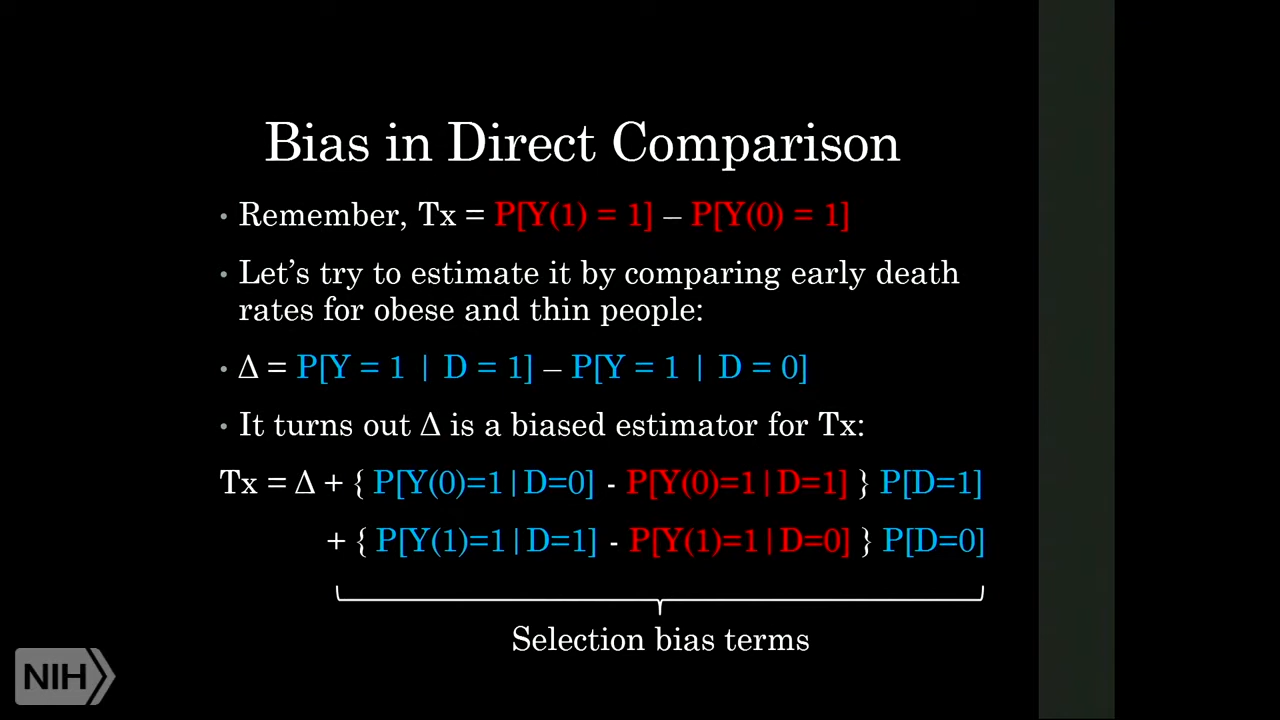 Bias in Direct Comparison
• Remember, Tx = P[Y(1) = 1] – P[Y(0) = 1]
• Let’s try to estimate it by comparing early death
rates for obese and thin people:
• Δ = P[Y = 1 | D = 1] – P[Y = 1 | D = 0]
• It turns out Δ is a biased estimator for Tx:
Tx = Δ + { P[Y(0)=1|D=0] - P[Y(0)=1|D=1] } P[D=1]
+ { P[Y(1)=1|D=1] - P[Y(1)=1|D=0] } P[D=0]
Selection bias terms
NIH